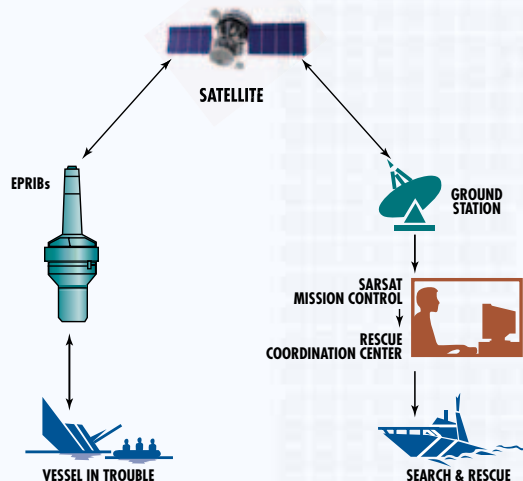 SATELLITE
EPRIBs
GROUND
STATION
SARSAT
MISSION CONTROL
RESCUE
COORDINATION CENTER
VESSEL IN TROUBLE
SEARCH & RESCUE